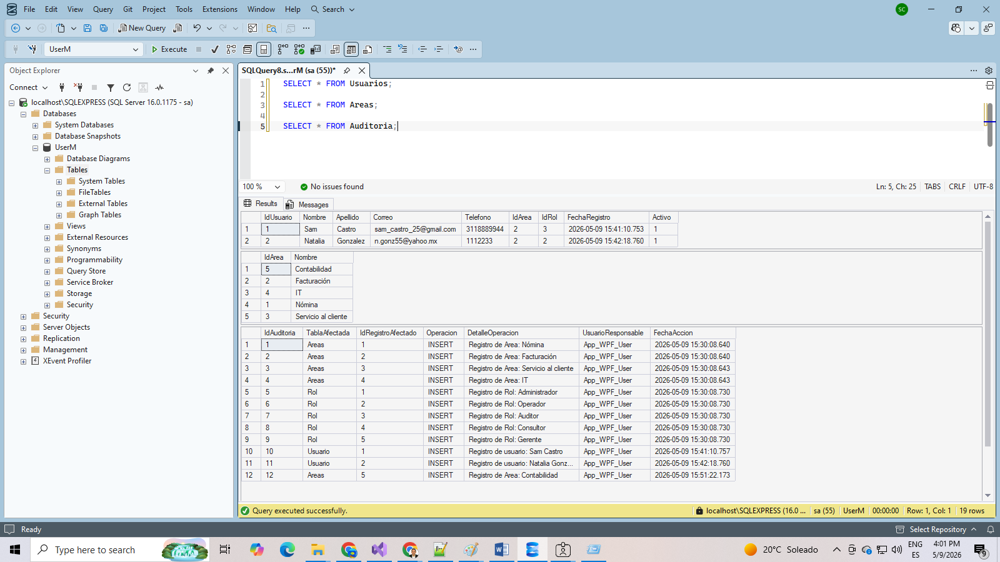 File Edit View Query Git Project Tools Extensions Window Help Search SC
New Query
UserM Execute
Object Explorer
Connect
localhost\SQLEXPRESS (SQL Server 16.0.1175 - sa)
Databases
System Databases
Database Snapshots
UserM
Database Diagrams
Tables
System Tables
FileTables
External Tables
Graph Tables
Views
External Resources
Synonyms
Programmability
Query Store
Service Broker
Storage
Security
Security
Server Objects
Replication
Management
XEvent Profiler
SQLQuery8.s...rM (sa (55))*
1 SELECT * FROM Usuarios;
2
3 SELECT * FROM Areas;
4
5 SELECT * FROM Auditoria;
100 % No issues found Ln: 5, Ch: 25 TABS CRLF UTF-8
Results Messages
IdUsuario Nombre Apellido Correo Telefono IdArea IdRol FechaRegistro Activo
1 1 Sam Castro sam_castro_25@gmail.com 3118889944 2 3 2026-05-09 15:41:10.753 1
2 2 Natalia Gonzalez n.gonz55@yahoo.mx 1112233 2 2 2026-05-09 15:42:18.760 1
IdArea Nombre
1 5 Contabilidad
2 2 Facturación
3 4 IT
4 1 Nómina
5 3 Servicio al cliente
IdAuditoria TablaAfectada IdRegistroAfectado Operacion DetalleOperacion UsuarioResponsable FechaAccion
1 1 Areas 1 INSERT Registro de Area: Nómina App_WPF_User 2026-05-09 15:30:08.640
2 2 Areas 2 INSERT Registro de Area: Facturación App_WPF_User 2026-05-09 15:30:08.640
3 3 Areas 3 INSERT Registro de Area: Servicio al cliente App_WPF_User 2026-05-09 15:30:08.643
4 4 Areas 4 INSERT Registro de Area: IT App_WPF_User 2026-05-09 15:30:08.643
5 5 Rol 1 INSERT Registro de Rol: Administrador App_WPF_User 2026-05-09 15:30:08.730
6 6 Rol 2 INSERT Registro de Rol: Operador App_WPF_User 2026-05-09 15:30:08.730
7 7 Rol 3 INSERT Registro de Rol: Auditor App_WPF_User 2026-05-09 15:30:08.730
8 8 Rol 4 INSERT Registro de Rol: Consultor App_WPF_User 2026-05-09 15:30:08.730
9 9 Rol 5 INSERT Registro de Rol: Gerente App_WPF_User 2026-05-09 15:30:08.730
10 10 Usuario 1 INSERT Registro de usuario: Sam Castro App_WPF_User 2026-05-09 15:41:10.757
11 11 Usuario 2 INSERT Registro de usuario: Natalia Gonz... App_WPF_User 2026-05-09 15:42:18.760
12 12 Areas 5 INSERT Registro de Area: Contabilidad App_WPF_User 2026-05-09 15:51:22.173
Query executed successfully. localhost\SQLEXPRESS (16.0 ... sa (55) UserM 00:00:00 Row: 1, Col: 1 19 rows
Ready Select Repository
Type here to search 20°C Soleado ENG 4:01 PM
ES 5/9/2026 9